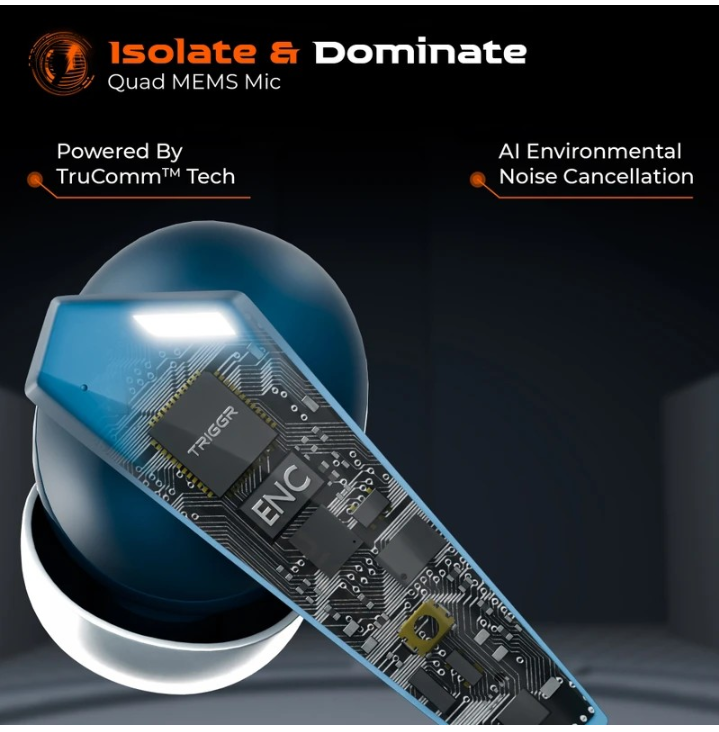 Isolate & Dominate
Quad MEMS Mic
Powered By
TruComm™ Tech
AI Environmental
Noise Cancellation
TRIGGR
ENC